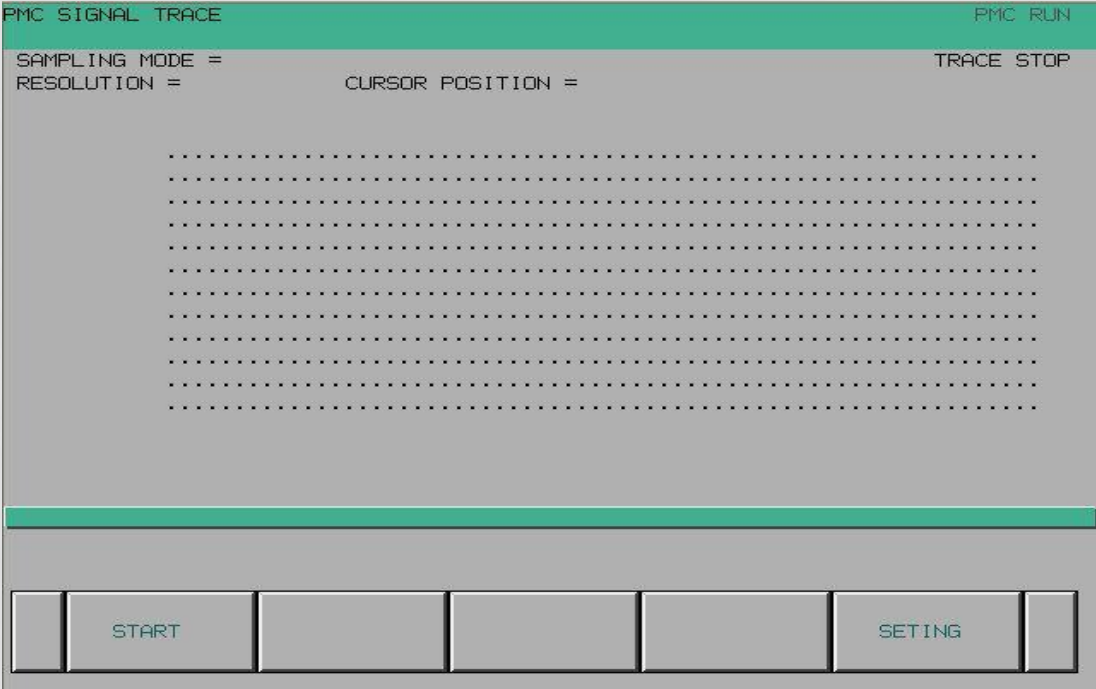 PMC SIGNAL TRACE PMC RUN
SAMPLING MODE = TRACE STOP
RESOLUTION = CURSOR POSITION =
START SETING